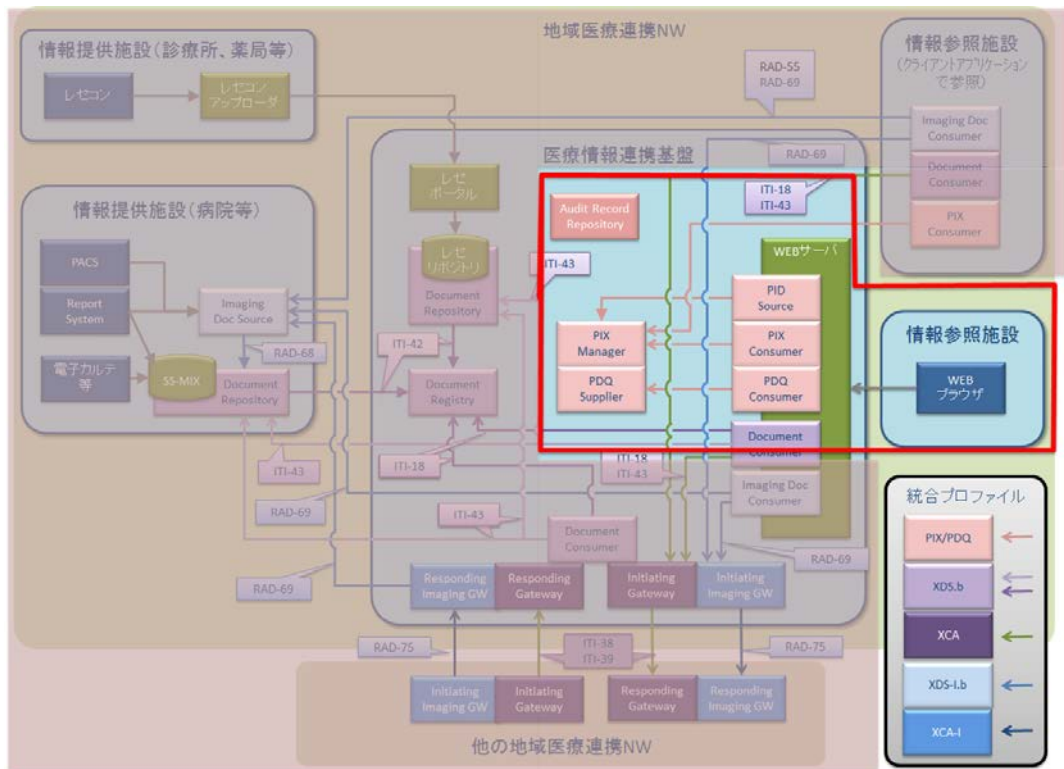 地域医療連携NW
情報提供施設(診療所、薬局等)
レセコン
レセコン
アップローダ
RAD-55
RAD-69
情報参照施設
(クライアントアプリケーション
で参照)
Imaging Doc
Consumer
Document
Consumer
PIX
Consumer
RAD-69
医療情報連携基盤
レセ
ポータル
レセ
リポジトリ
Document
Repository
ITI-43
ITI-42
Document
Registry
Audit Record
Repository
ITI-18
ITI-43
WEBサーバ
PID
Source
PIX
Manager
PIX
Consumer
PDQ
Supplier
PDQ
Consumer
Document
Consumer
Imaging Doc
Consumer
情報参照施設
WEB
ブラウザ
情報提供施設(病院等)
PACS
Report
System
Imaging
Doc Source
RAD-68
電子カルテ
等
SS-MIX
Document
Repository
ITI-43
ITI-18
ITI-18
ITI-43
RAD-69
ITI-43
Document
Consumer
RAD-69
RAD-69
Responding
Imaging GW
Responding
Gateway
Initiating
Gateway
Initiating
Imaging GW
RAD-75
ITI-38
ITI-39
RAD-75
Initiating
Imaging GW
Initiating
Gateway
Responding
Gateway
Responding
Imaging GW
他の地域医療連携NW
統合プロファイル
PIX/PDQ
XDS.b
XCA
XDS-I.b
XCA-I